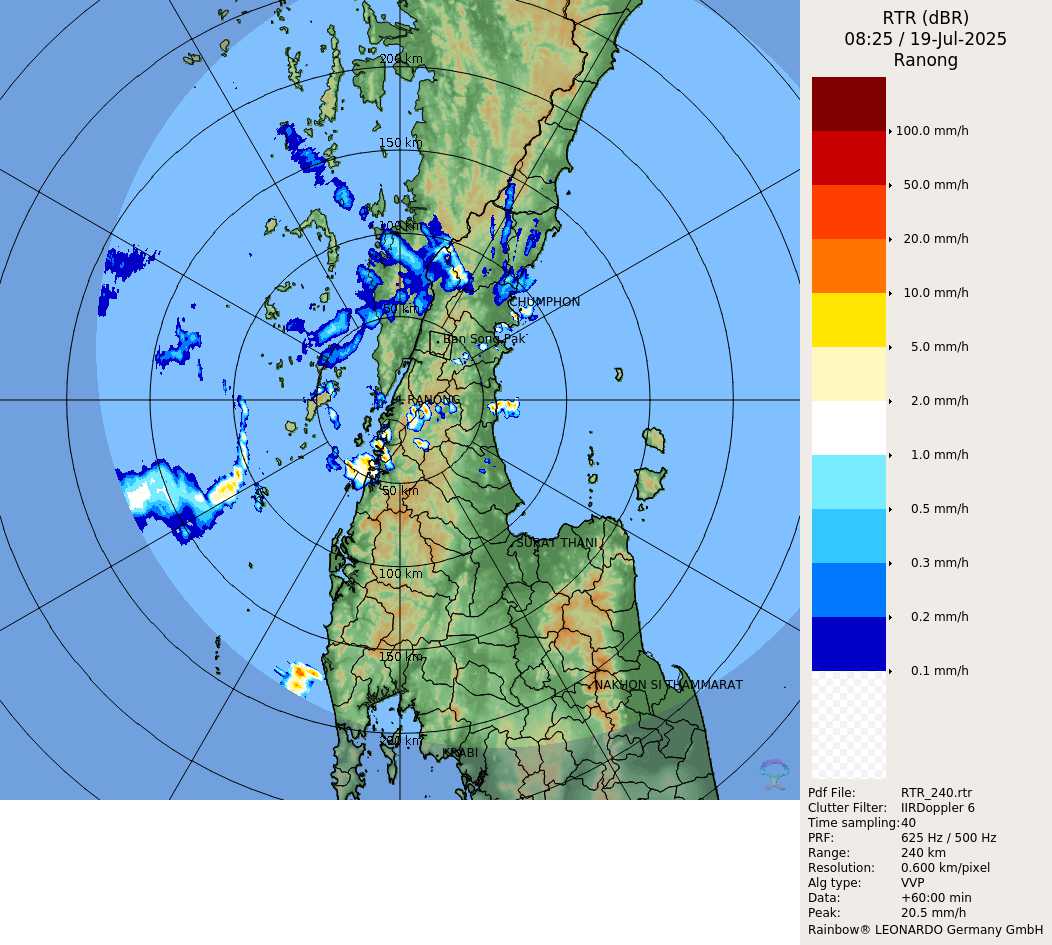 RTR (dBR)
08:25 / 19-Jul-2025
Ranong
200 km
150 km
100 km
50 km
CHUMPHON
Ban Song Pak
RANONG
50 km
SURAT THANI
100 km
150 km
NAKHON SI THAMMARAT
200 km
KRABI
100.0 mm/h
50.0 mm/h
20.0 mm/h
10.0 mm/h
5.0 mm/h
2.0 mm/h
1.0 mm/h
0.5 mm/h
0.3 mm/h
0.2 mm/h
0.1 mm/h
Pdf File: RTR_240.rtr
Clutter Filter: IIRDoppler 6
Time sampling:40
PRF: 625 Hz / 500 Hz
Range: 240 km
Resolution: 0.600 km/pixel
Alg type: VVP
Data: +60:00 min
Peak: 20.5 mm/h
Rainbow® LEONARDO Germany GmbH